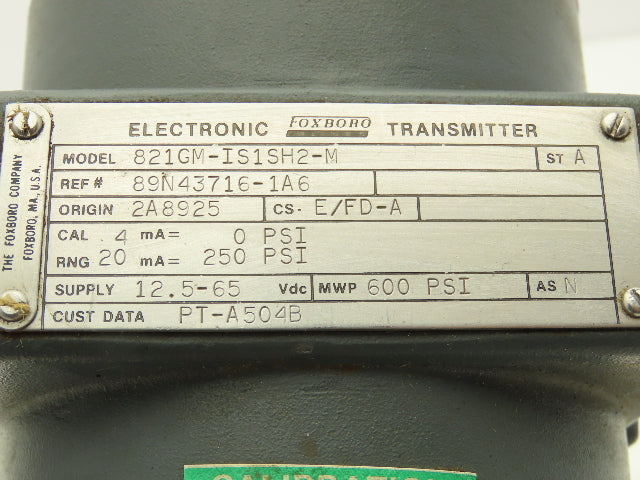 ELECTRONIC FOXBORO TRANSMITTER
MODEL 821GM-IS1SH2-M ST A
REF # 89N43716-1A6
ORIGIN 2A8925 CS- E/FD-A
CAL 4 mA= 0 PSI
RNG 20 mA= 250 PSI
SUPPLY 12.5-65 Vdc MWP 600 PSI AS N
CUST DATA PT-A504B
THE FOXBORO COMPANY
FOXBORO, MA., U.S.A.
CALIBRATION